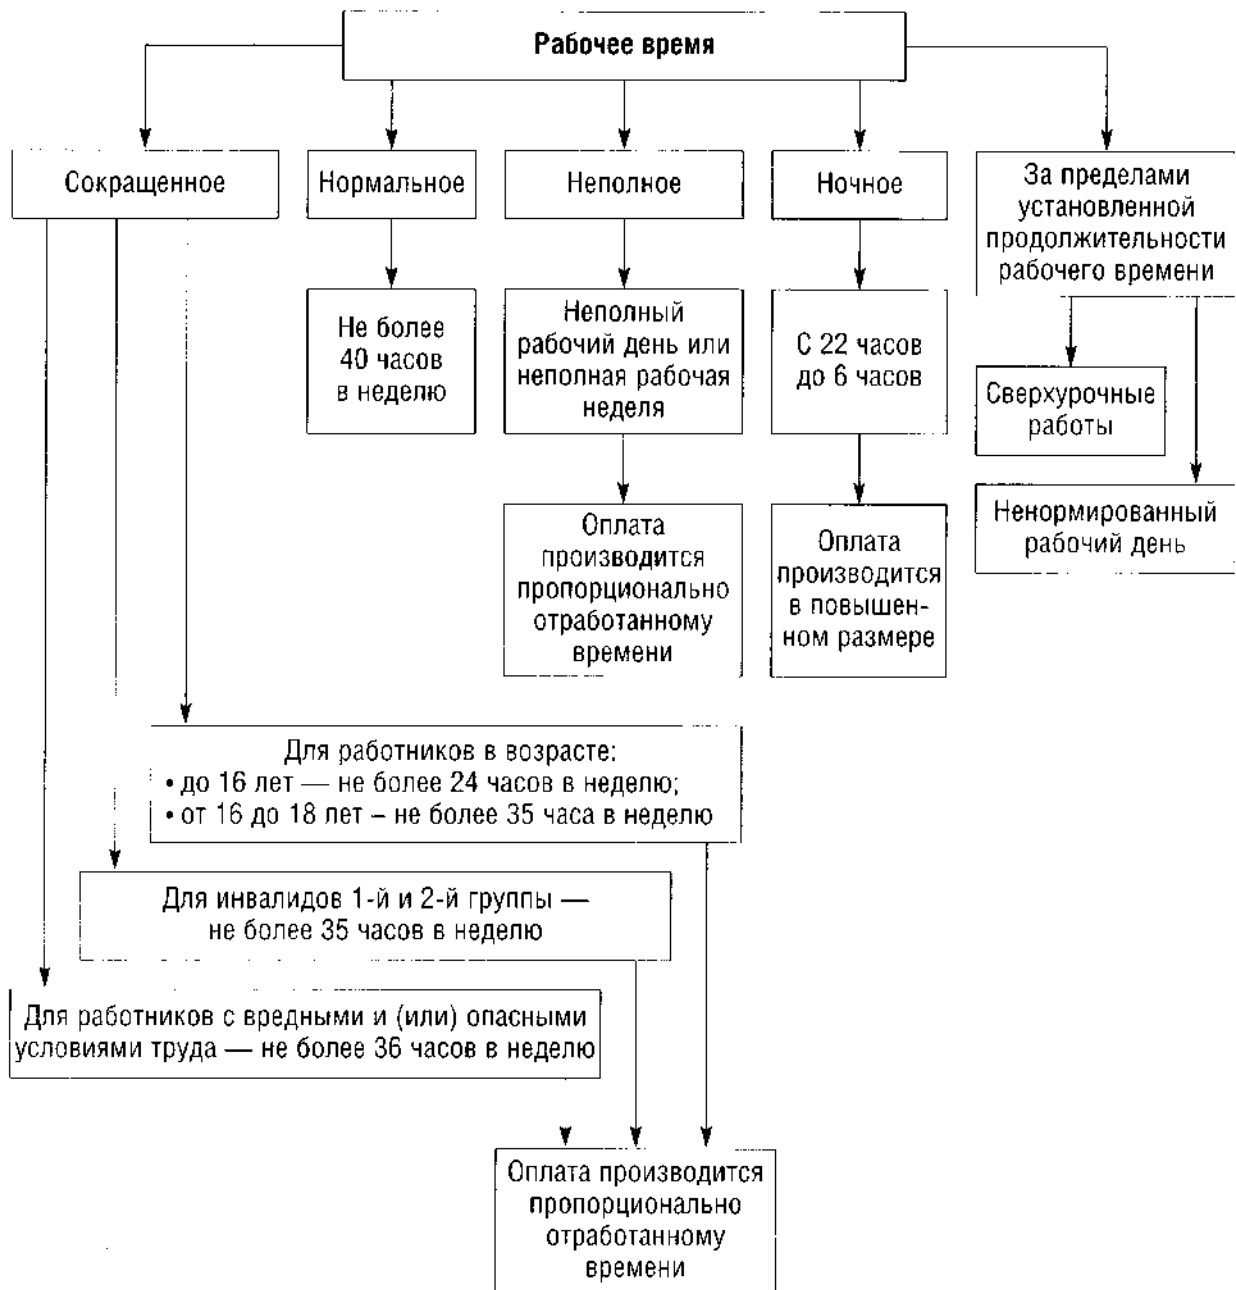 Рабочее время
Сокращенное
Нормальное
Неполное
Ночное
За пределами
установленной
продолжительности
рабочего времени
Не более
40 часов
в неделю
Неполный
рабочий день или
неполная рабочая
неделя
С 22 часов
до 6 часов
Сверхурочные
работы
Ненормированный
рабочий день
Оплата
производится
пропорционально
отработанному
времени
Оплата
производится
в повышен-
ном размере
Для работников в возрасте:
• до 16 лет — не более 24 часов в неделю;
• от 16 до 18 лет – не более 35 часа в неделю
Для инвалидов 1-й и 2-й группы —
не более 35 часов в неделю
Для работников с вредными и (или) опасными
условиями труда — не более 36 часов в неделю
Оплата производится
пропорционально
отработанному
времени